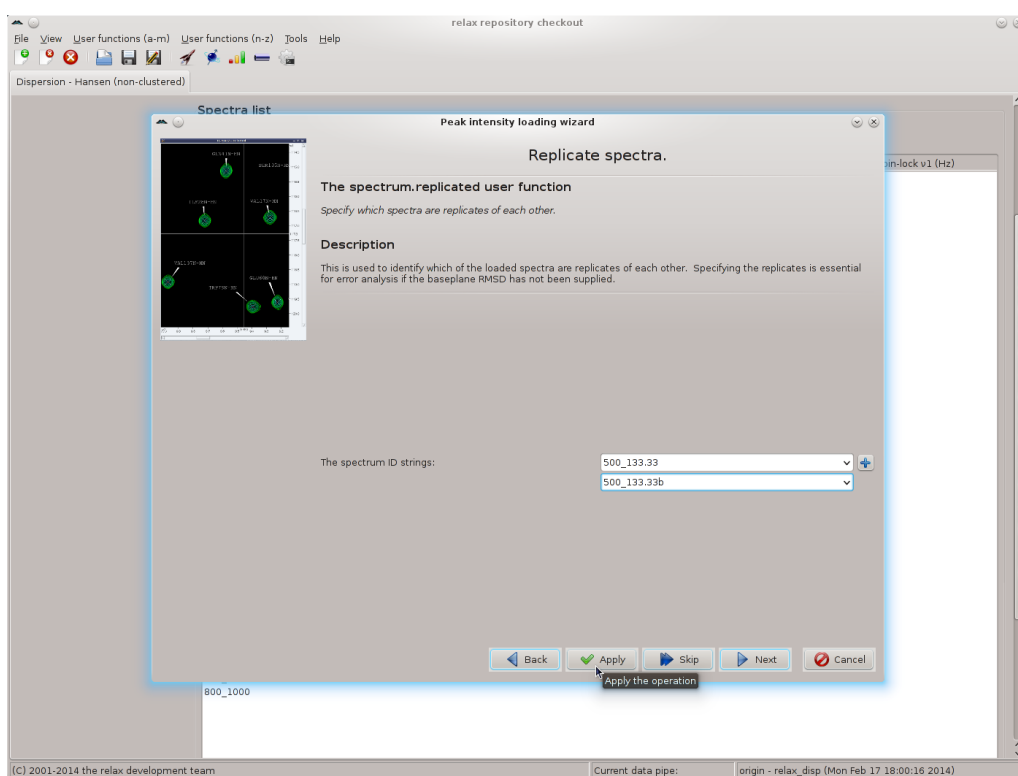 relax repository checkout
File View User functions (a-m) User functions (n-z) Tools Help
Dispersion - Hansen (non-clustered)
Spectra list
Peak intensity loading wizard
in-lock ν1 (Hz)
Replicate spectra.
The spectrum.replicated user function
Specify which spectra are replicates of each other.
Description
This is used to identify which of the loaded spectra are replicates of each other. Specifying the replicates is essential
for error analysis if the baseplane RMSD has not been supplied.
The spectrum ID strings:
500_133.33
500_133.33b
Back Apply Skip Next Cancel
Apply the operation
800_1000
(C) 2001-2014 the relax development team
Current data pipe:
origin - relax_disp (Mon Feb 17 18:00:16 2014)